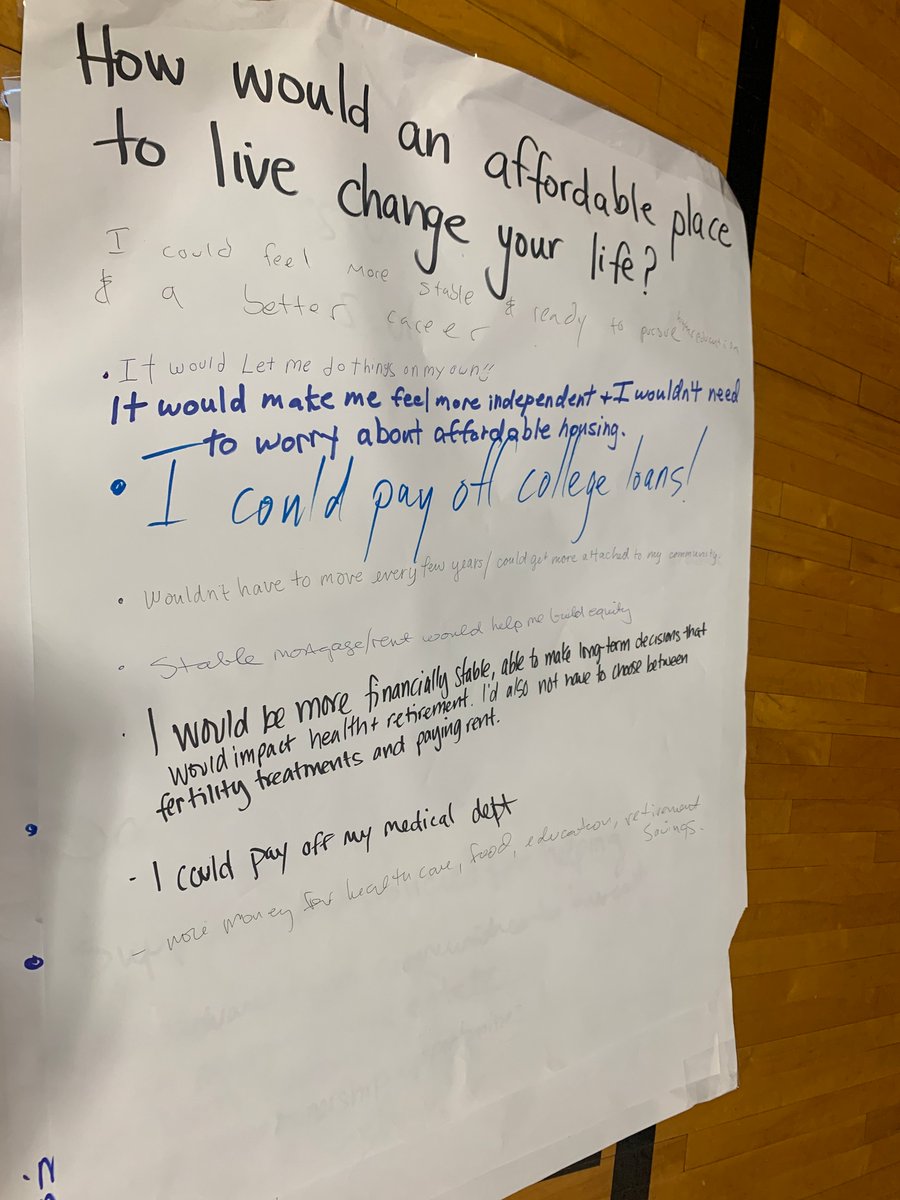 How would an affordable place
to live change your life?
I could feel more stable & ready to pursue higher education
& a better career
• It would Let me do things on my own!!
It would make me feel more independent + I wouldn't need
to worry about affordable housing.
• I could pay off college loans!
• Wouldn't have to move every few years/ could get more attached to my community.
• Stable mortgage/rent would help me build equity
• I would be more financially stable, able to make long-term decisions that
would impact health + retirement. I'd also not have to choose between
fertility treatments and paying rent.
- I could pay off my medical dept
- more money for healthcare, food, education, retirement
savings.